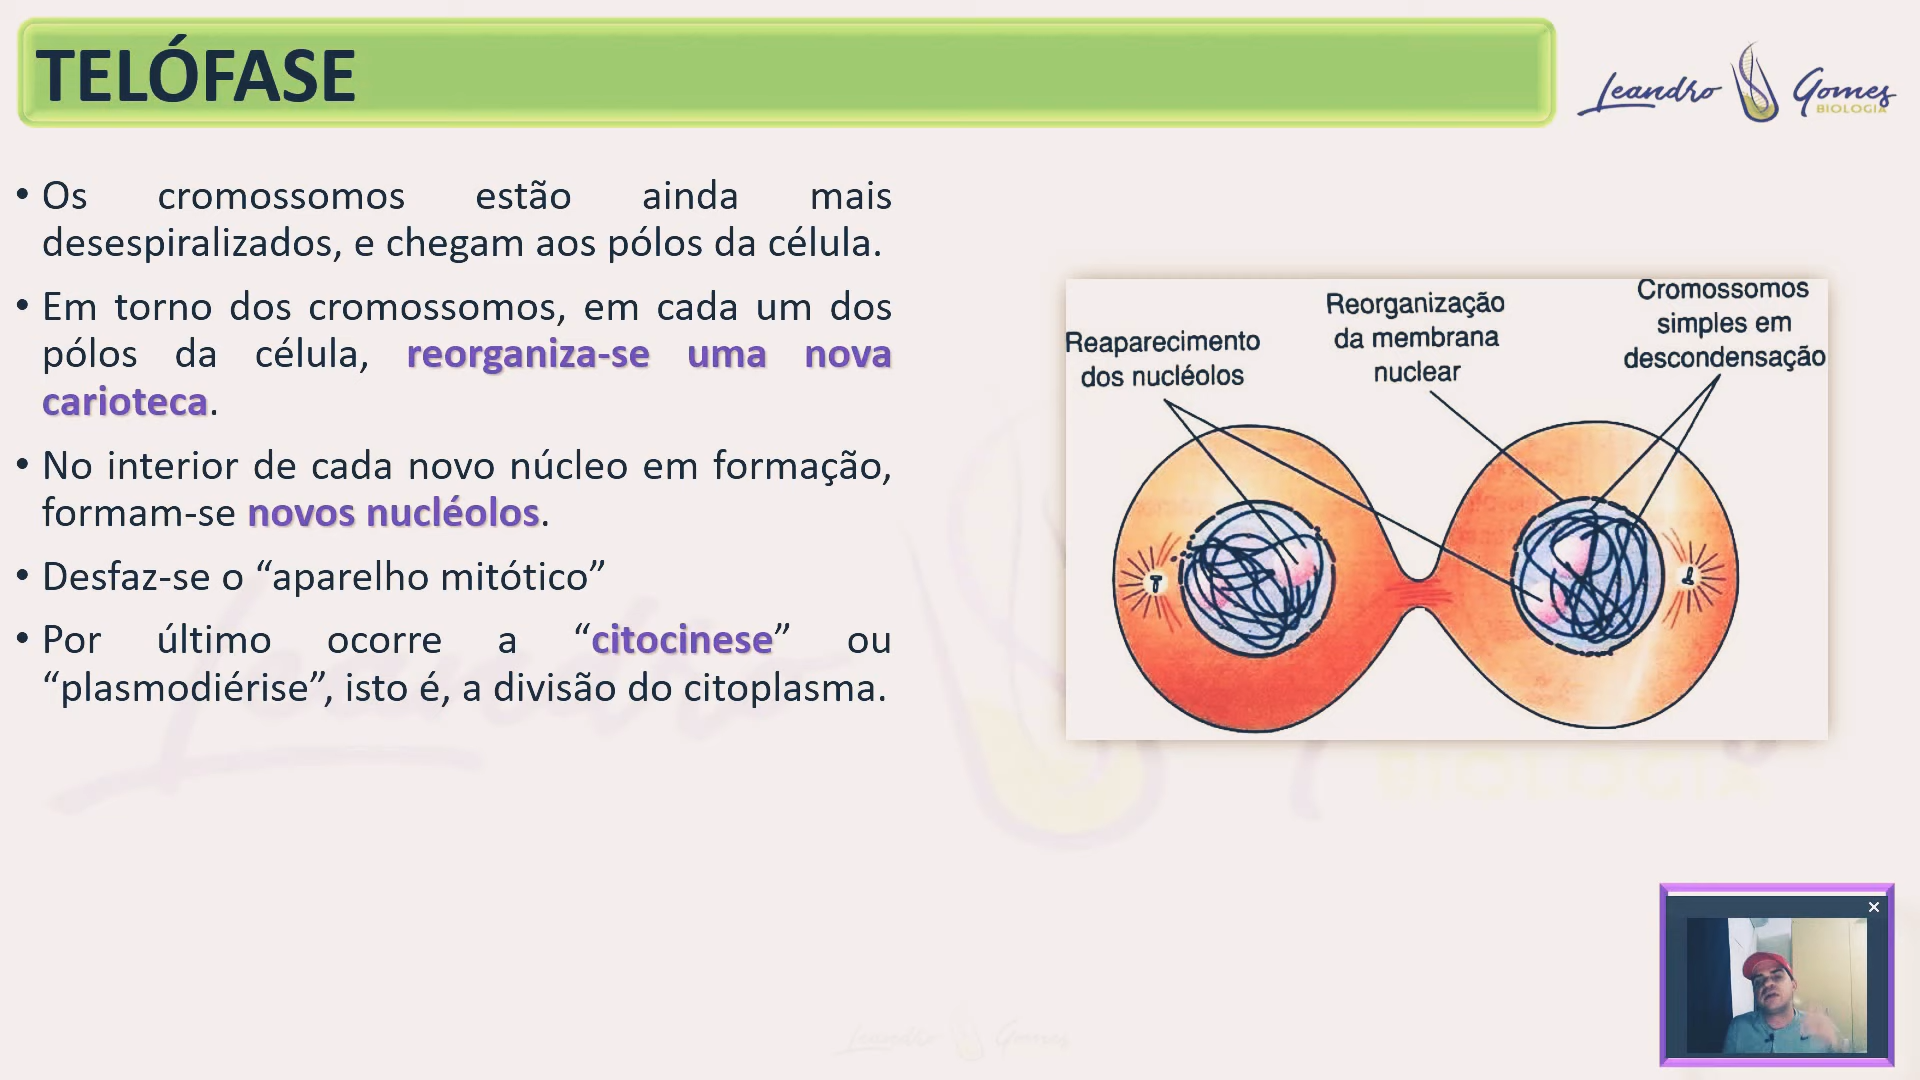 TELÓFASE
Leandro Gomes
BIOLOGIA
• Os cromossomos estão ainda mais
desespiralizados, e chegam aos pólos da célula.
• Em torno dos cromossomos, em cada um dos
pólos da célula, reorganiza-se uma nova
carioteca.
• No interior de cada novo núcleo em formação,
formam-se novos nucléolos.
• Desfaz-se o “aparelho mitótico”
• Por último ocorre a “citocinese” ou
“plasmodiérise”, isto é, a divisão do citoplasma.
Reaparecimento
dos nucléolos
Reorganização
da membrana
nuclear
Cromossomos
simples em
descondensação
BIOLOGIA
Leandro Gomes